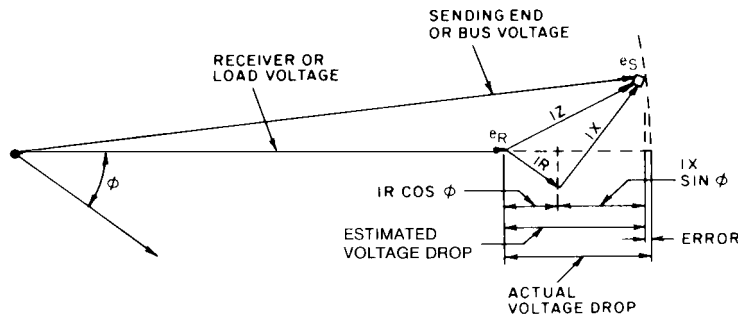 SENDING END
OR BUS VOLTAGE
RECEIVER OR
LOAD VOLTAGE
eS
eR
IZ
IX
IR
ϕ
IR COS ϕ
IX
SIN ϕ
ESTIMATED
VOLTAGE DROP
ERROR
ACTUAL
VOLTAGE DROP